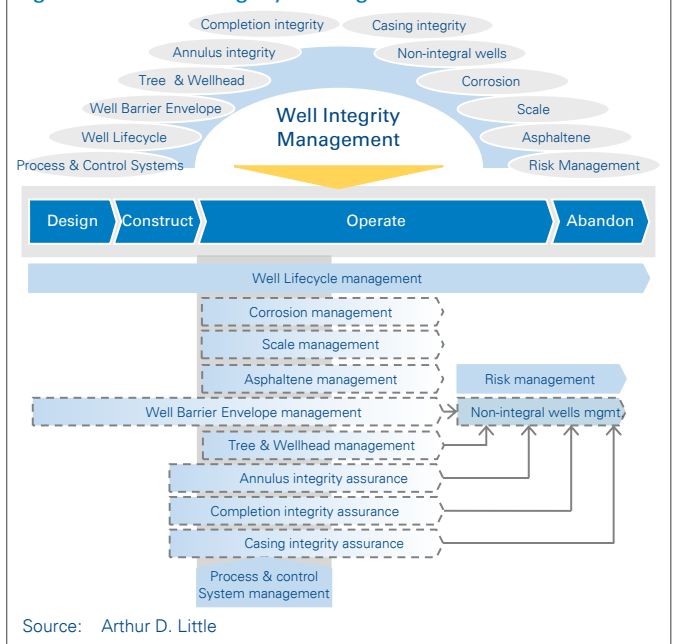 Completion integrity
Casing integrity
Annulus integrity
Non-integral wells
Tree & Wellhead
Corrosion
Well Barrier Envelope
Scale
Well Lifecycle
Asphaltene
Process & Control Systems
Risk Management
Well Integrity
Management
Design
Construct
Operate
Abandon
Well Lifecycle management
Corrosion management
Scale management
Asphaltene management
Risk management
Well Barrier Envelope management
Non-integral wells mgmt.
Tree & Wellhead management
Annulus integrity assurance
Completion integrity assurance
Casing integrity assurance
Process & control
System management
Source: Arthur D. Little